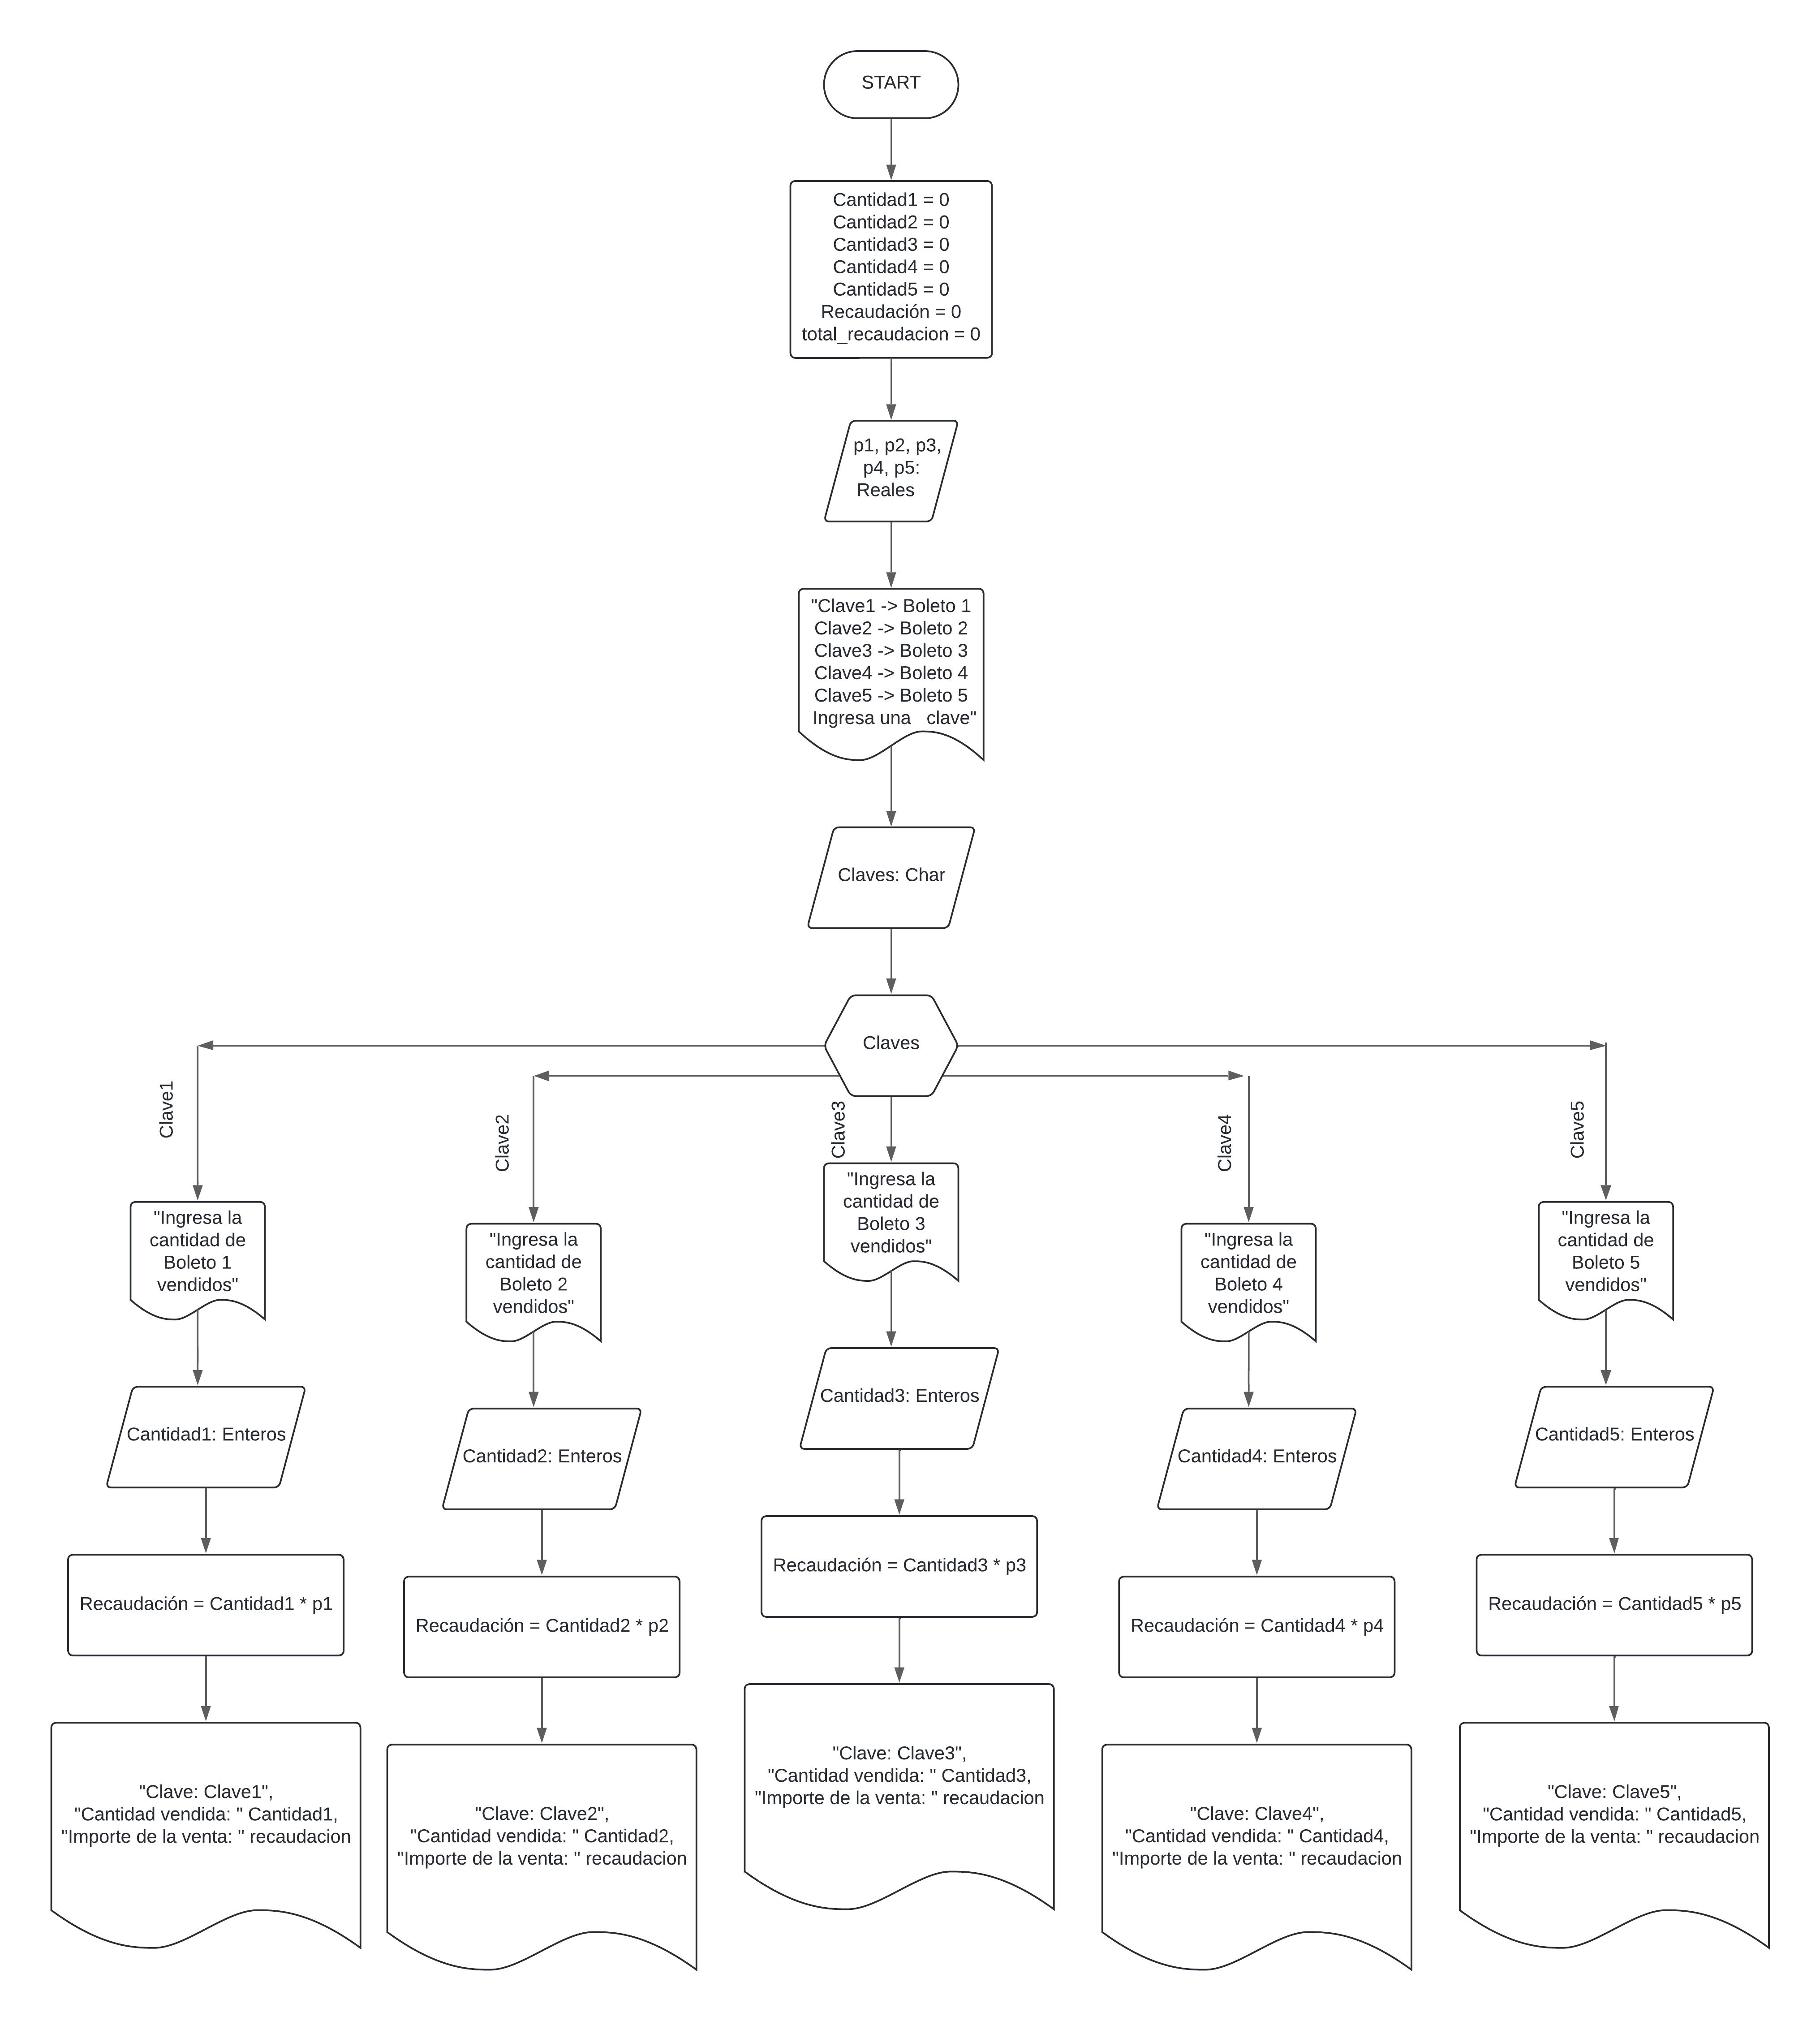 START
Cantidad1 = 0
Cantidad2 = 0
Cantidad3 = 0
Cantidad4 = 0
Cantidad5 = 0
Recaudación = 0
total_recaudacion = 0
p1, p2, p3,
p4, p5:
Reales
"Clave1 -> Boleto 1
Clave2 -> Boleto 2
Clave3 -> Boleto 3
Clave4 -> Boleto 4
Clave5 -> Boleto 5
Ingresa una   clave"
Claves: Char
Claves
Clave1
"Ingresa la
cantidad de
Boleto 1
vendidos"
Cantidad1: Enteros
Recaudación = Cantidad1 * p1
"Clave: Clave1",
"Cantidad vendida: " Cantidad1,
"Importe de la venta: " recaudacion
Clave2
"Ingresa la
cantidad de
Boleto 2
vendidos"
Cantidad2: Enteros
Recaudación = Cantidad2 * p2
"Clave: Clave2",
"Cantidad vendida: " Cantidad2,
"Importe de la venta: " recaudacion
Clave3
"Ingresa la
cantidad de
Boleto 3
vendidos"
Cantidad3: Enteros
Recaudación = Cantidad3 * p3
"Clave: Clave3",
"Cantidad vendida: " Cantidad3,
"Importe de la venta: " recaudacion
Clave4
"Ingresa la
cantidad de
Boleto 4
vendidos"
Cantidad4: Enteros
Recaudación = Cantidad4 * p4
"Clave: Clave4",
"Cantidad vendida: " Cantidad4,
"Importe de la venta: " recaudacion
Clave5
"Ingresa la
cantidad de
Boleto 5
vendidos"
Cantidad5: Enteros
Recaudación = Cantidad5 * p5
"Clave: Clave5",
"Cantidad vendida: " Cantidad5,
"Importe de la venta: " recaudacion